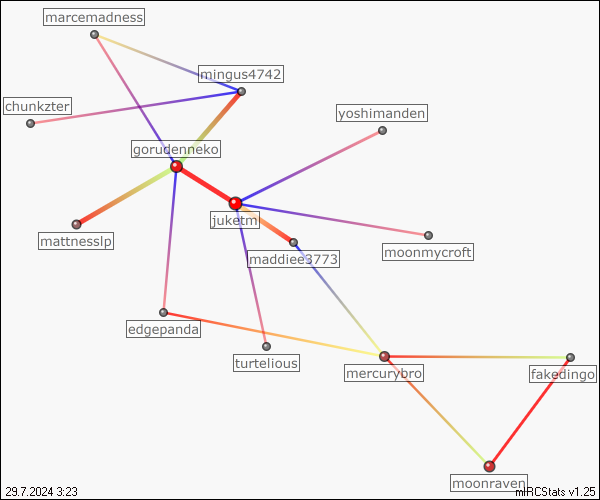 marcemadness
mingus4742
chunkzter
yoshimanden
gorudenneko
juketm
mattnesslp
moonmycroft
maddiee3773
edgepanda
turtelious
mercurybro
fakedingo
moonraven
29.7.2024 3:23
mIRCStats v1.25